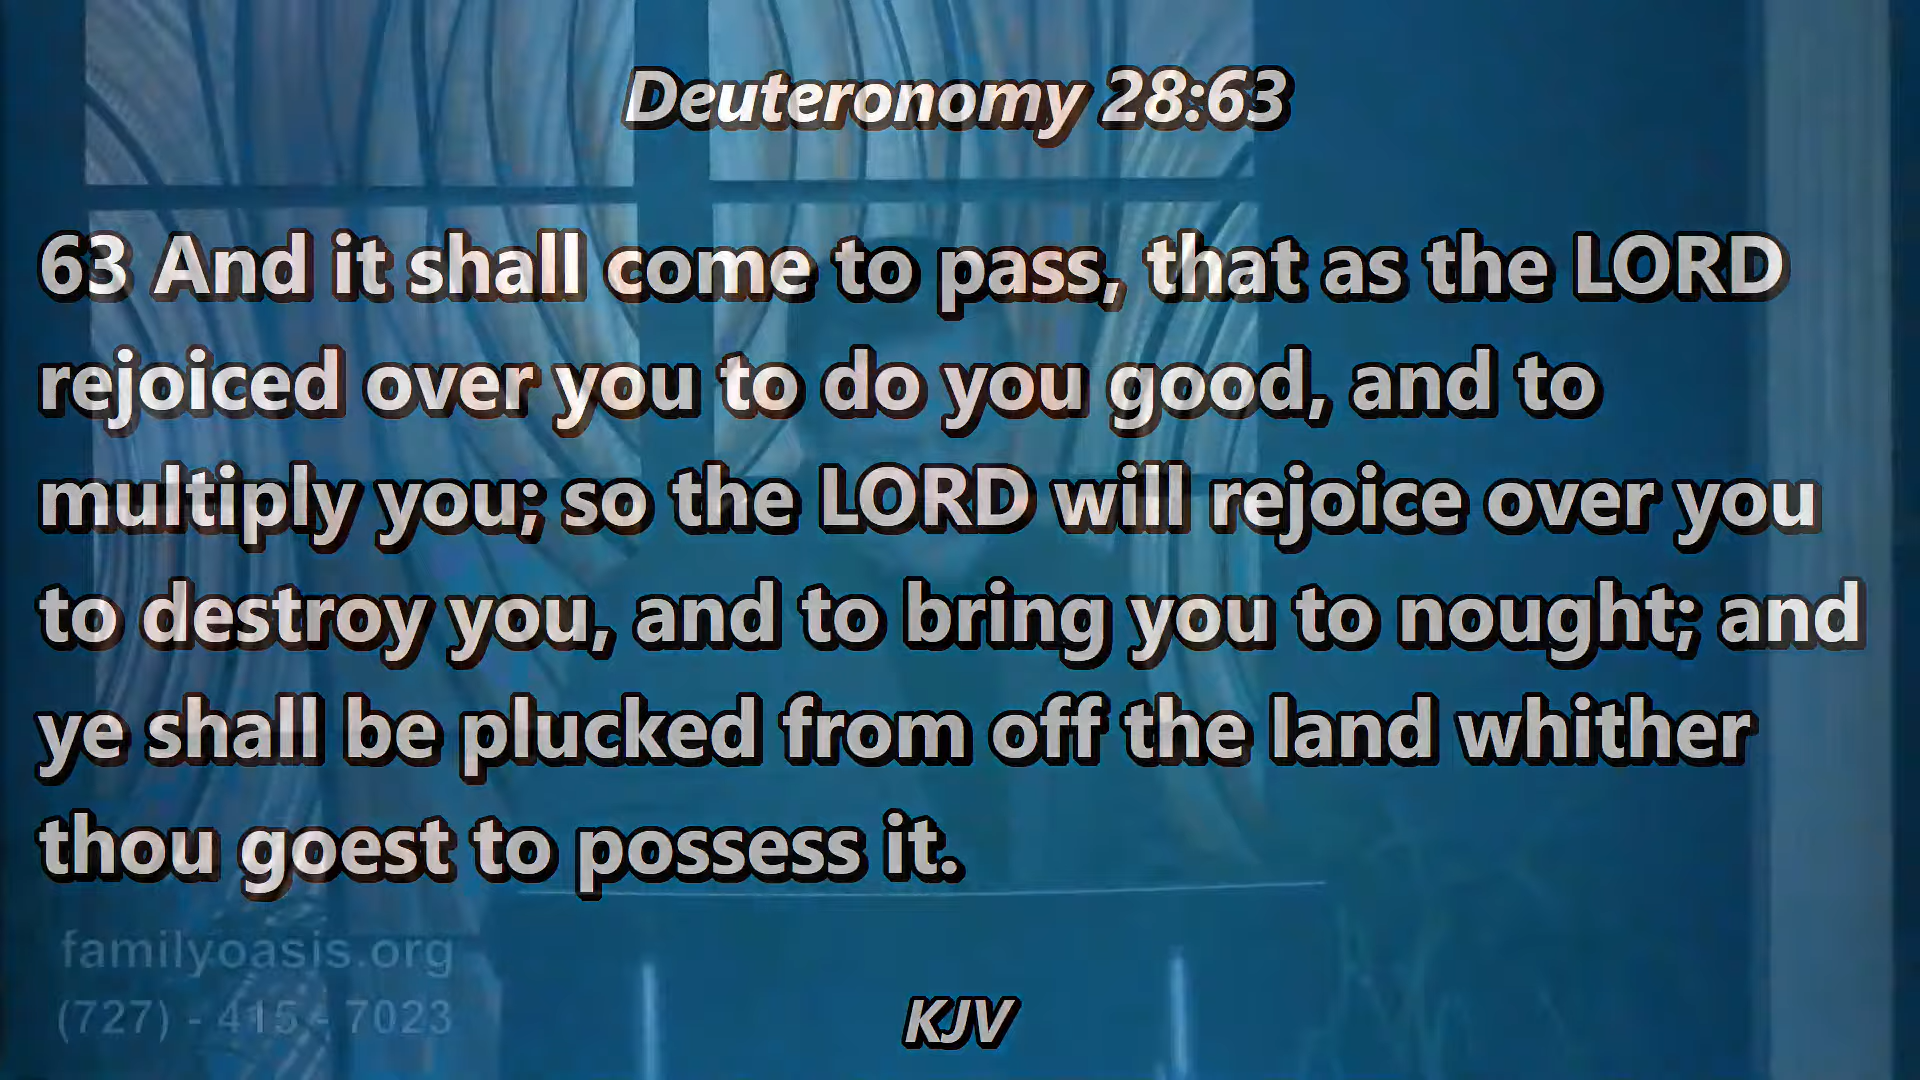 Deuteronomy 28:63
63 And it shall come to pass, that as the LORD
rejoiced over you to do you good, and to
multiply you; so the LORD will rejoice over you
to destroy you, and to bring you to nought; and
ye shall be plucked from off the land whither
thou goest to possess it.
familyoasis.org
(727) - 415 - 7023
KJV